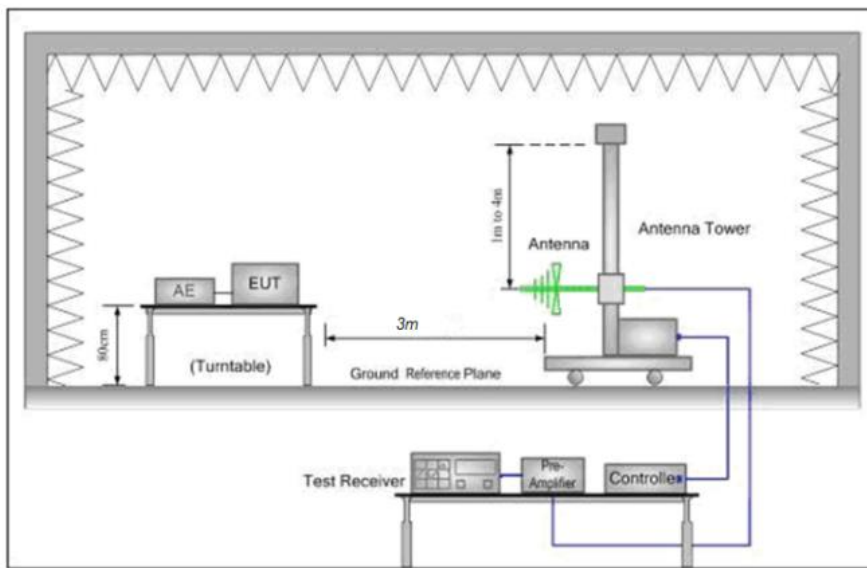 1m to 4m
Antenna
Antenna Tower
AE
EUT
3m
80cm
(Turntable)
Ground Reference Plane
Test Receiver
Pre-
Amplifier
Controlle